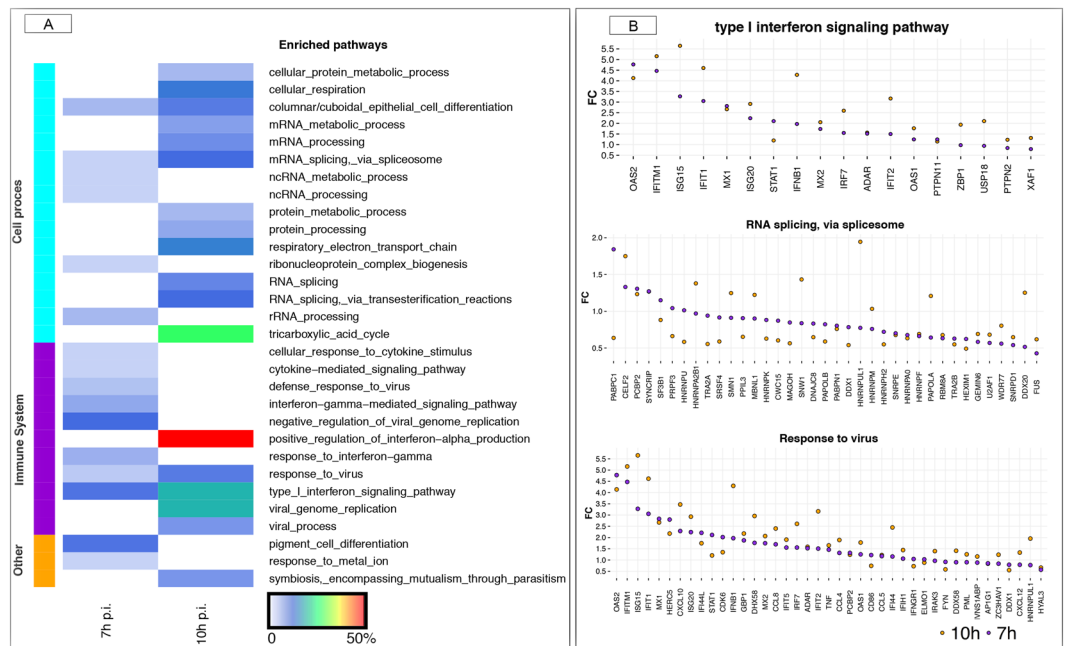 A
Enriched pathways
cellular_protein_metabolic_process
cellular_respiration
columnar/cuboidal_epithelial_cell_differentiation
mRNA_metabolic_process
mRNA_processing
mRNA_splicing,_via_spliceosome
ncRNA_metabolic_process
ncRNA_processing
protein_metabolic_process
protein_processing
respiratory_electron_transport_chain
ribonucleoprotein_complex_biogenesis
RNA_splicing
RNA_splicing,_via_transesterification_reactions
rRNA_processing
tricarboxylic_acid_cycle
cellular_response_to_cytokine_stimulus
cytokine−mediated_signaling_pathway
defense_response_to_virus
interferon−gamma−mediated_signaling_pathway
negative_regulation_of_viral_genome_replication
positive_regulation_of_interferon−alpha_production
response_to_interferon−gamma
response_to_virus
type_I_interferon_signaling_pathway
viral_genome_replication
viral_process
pigment_cell_differentiation
response_to_metal_ion
symbiosis,_encompassing_mutualism_through_parasitism
Cell proces
Immune System
Other
7h p.i.
10h p.i.
0 50%
B
type I interferon signaling pathway
FC
5.5
5.0
4.5
4.0
3.5
3.0
2.5
2.0
1.5
1.0
0.5
OAS2 IFITM1 ISG15 IFIT1 MX1 ISG20 STAT1 IFNB1 MX2 IRF7 ADAR IFIT2 OAS1 PTPN11 ZBP1 USP18 PTPN2 XAF1
RNA splicing, via splicesome
FC
2.0
1.5
1.0
0.5
PABPC1 CELF2 PCBP2 SYNCRIP SF3B1 PRPF3 HNRNPU HNRNPA2B1 TRA2A SRSF4 SMN1 PPIL3 MBNL1 HNRNPK CWC15 MAGOH SNW1 DNAJC8 PAPOLB PABPN1 DDX1 HNRNPUL1 HNRNPM HNRNPH2 SNRPE HNRNPA0 HNRNPF PAPOLA RBM8A TRA2B HEXIM1 GEMIN6 U2AF1 WDR77 SNRPD1 DDX20 FUS
Response to virus
FC
5.5
5.0
4.5
4.0
3.5
3.0
2.5
2.0
1.5
1.0
0.5
OAS2 IFITM1 ISG15 IFIT1 MX1 HERC5 CXCL10 ISG20 IFI44L STAT1 CDK6 IFNB1 GBP1 DHX58 MX2 CCL8 IFIT5 IRF7 ADAR IFIT2 TNF CCL4 PCBP2 OAS1 CD86 CCL5 IFI44 IFIH1 IFNGR1 ELMO1 IRAK3 FYN DDX58 PML IVNS1ABP AP1G1 ZC3HAV1 DDX1 CXCL12 HNRNPUL1 HYAL3
10h 7h